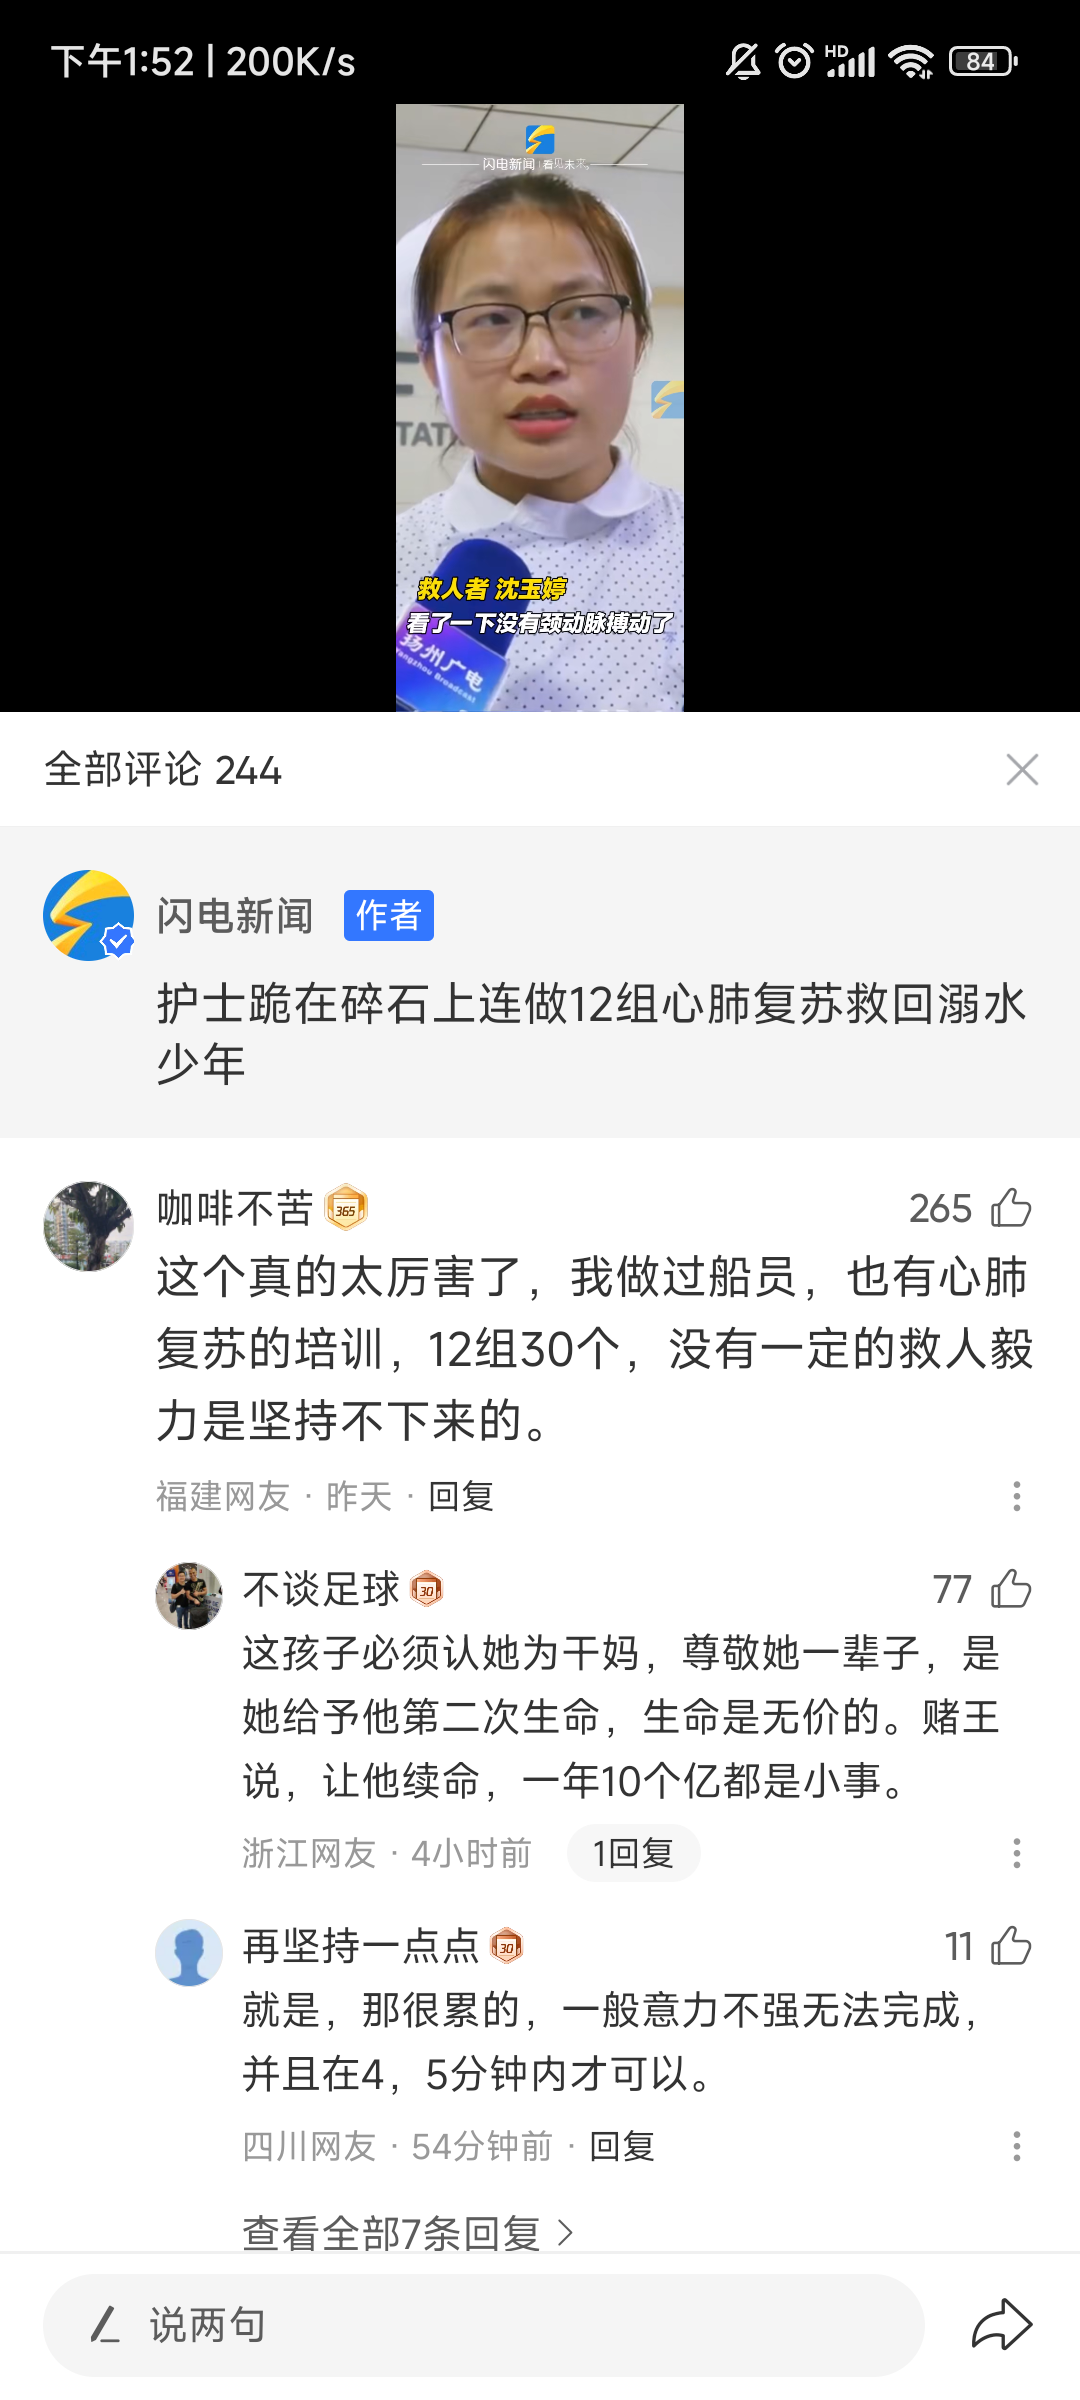 下午1:52 | 200K/s
HD
84
闪电新闻 | 看见未来
TAT
救人者 沈玉婷
看了一下没有颈动脉搏动了
扬州广电
Yangzhou Broadcast
全部评论 244
闪电新闻 作者
护士跪在碎石上连做12组心肺复苏救回溺水
少年
咖啡不苦 365 265
这个真的太厉害了，我做过船员，也有心肺
复苏的培训，12组30个，没有一定的救人毅
力是坚持不下来的。
福建网友 · 昨天 · 回复
不谈足球 30 77
这孩子必须认她为干妈，尊敬她一辈子，是
她给予他第二次生命，生命是无价的。赌王
说，让他续命，一年10个亿都是小事。
浙江网友 · 4小时前 1回复
再坚持一点点 30 11
就是，那很累的，一般意力不强无法完成，
并且在4，5分钟内才可以。
四川网友 · 54分钟前 · 回复
查看全部7条回复 >
说两句